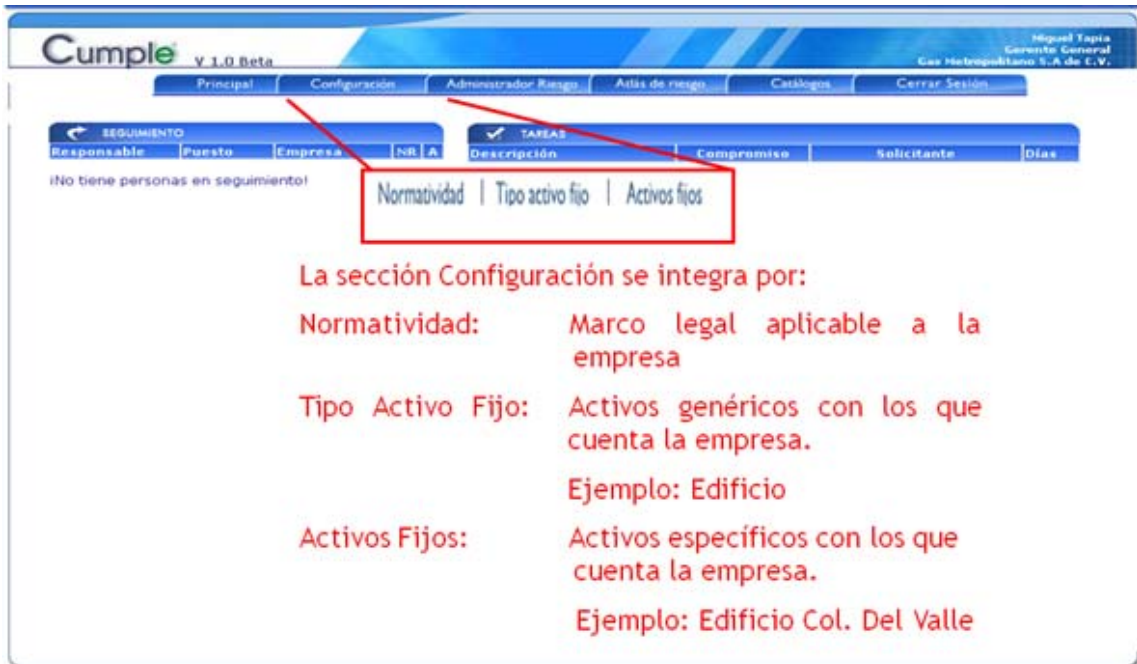 Cumple V 1.0 Beta
Miguel Tapia
Gerente General
Gas Metropolitano S.A de C.V.
Principal Configuración Administrador Riesgo Atlás de riesgo Catálogos Cerrar Sesión
SEGUIMIENTO TAREAS
Responsable Puesto Empresa NR A Descripción Compromiso Solicitante Días
¡No tiene personas en seguimiento!
Normatividad | Tipo activo fijo | Activos fijos
La sección Configuración se integra por:
Normatividad: Marco legal aplicable a la
empresa
Tipo Activo Fijo: Activos genéricos con los que
cuenta la empresa.
Ejemplo: Edificio
Activos Fijos: Activos específicos con los que
cuenta la empresa.
Ejemplo: Edificio Col. Del Valle